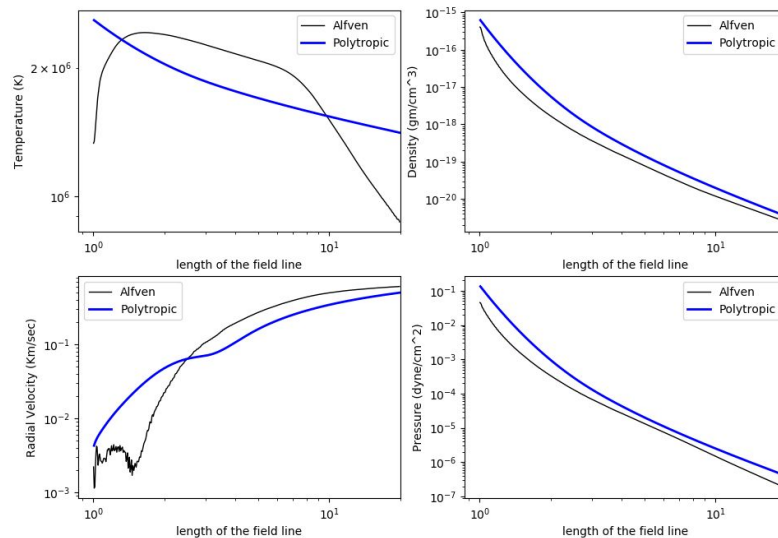 Alfven
Polytropic
2 × 10^6
10^6
Temperature (K)
10^0
10^1
length of the field line
Alfven
Polytropic
10^-15
10^-16
10^-17
10^-18
10^-19
10^-20
Density (gm/cm^3)
10^0
10^1
length of the field line
Alfven
Polytropic
10^-1
10^-2
10^-3
Radial Velocity (Km/sec)
10^0
10^1
length of the field line
Alfven
Polytropic
10^-1
10^-2
10^-3
10^-4
10^-5
10^-6
10^-7
Pressure (dyne/cm^2)
10^0
10^1
length of the field line